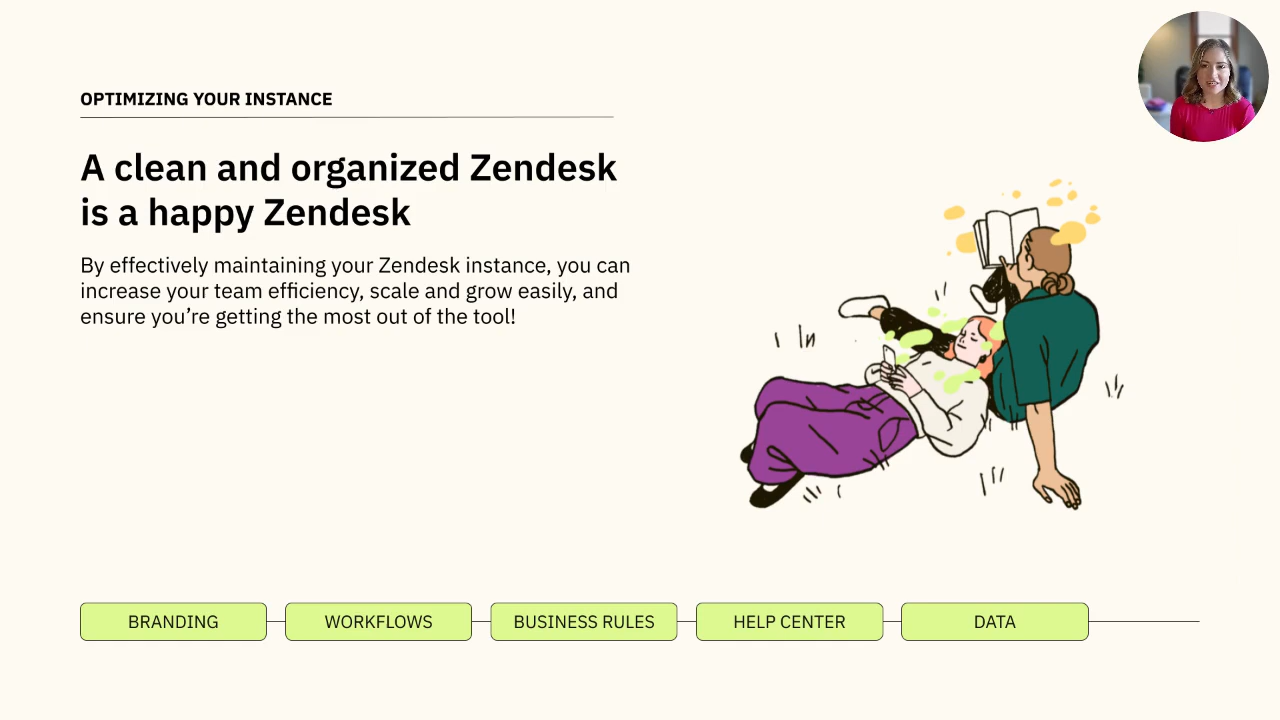 OPTIMIZING YOUR INSTANCE
A clean and organized Zendesk
is a happy Zendesk
By effectively maintaining your Zendesk instance, you can
increase your team efficiency, scale and grow easily, and
ensure you’re getting the most out of the tool!
BRANDING
WORKFLOWS
BUSINESS RULES
HELP CENTER
DATA